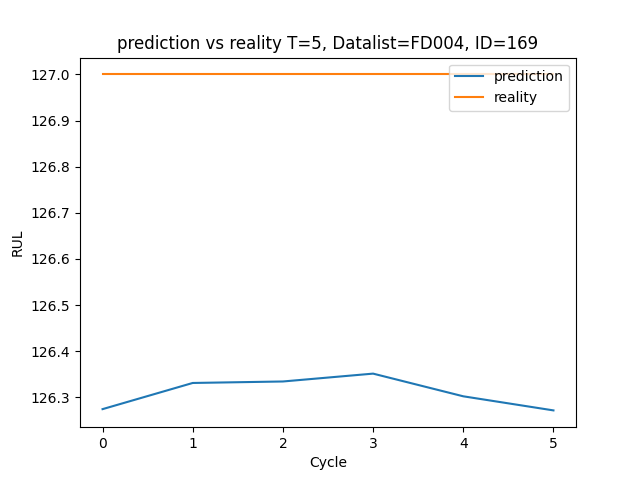 prediction vs reality T=5, Datalist=FD004, ID=169
127.0
126.9
126.8
126.7
126.6
126.5
126.4
126.3
RUL
prediction
reality
0 1 2 3 4 5
Cycle